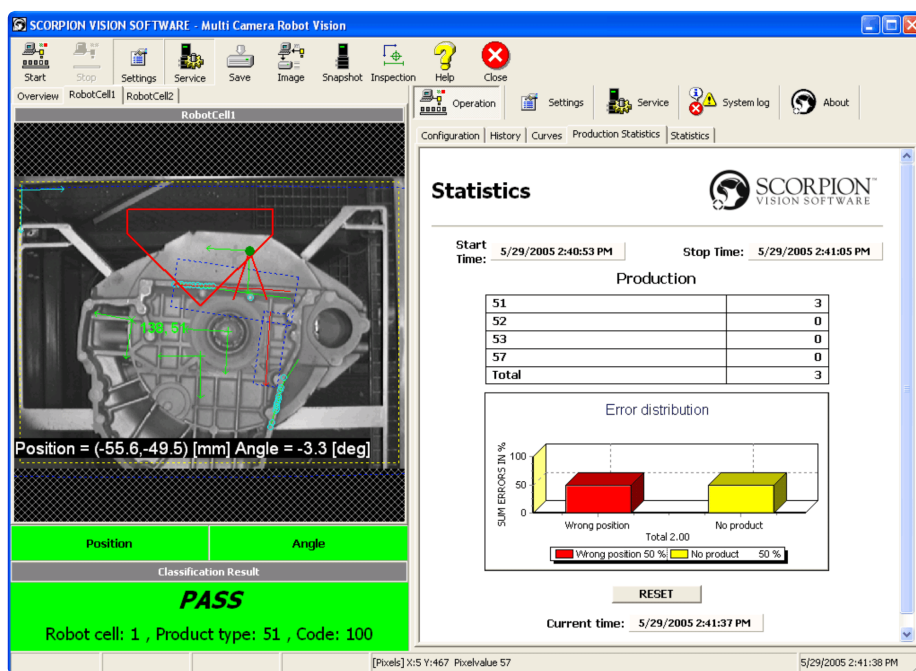 SCORPION VISION SOFTWARE - Multi Camera Robot Vision
Start Stop Settings Service Save Image Snapshot Inspection Help Close
Overview RobotCell1 RobotCell2
RobotCell1
Position = (-55.6,-49.5) [mm] Angle = -3.3 [deg]
Position Angle
Classification Result
PASS
Robot cell: 1 , Product type: 51 , Code: 100
Operation Settings Service System log About
Configuration History Curves Production Statistics Statistics
Statistics
SCORPION™
VISION SOFTWARE
Start Time: 5/29/2005 2:40:53 PM Stop Time: 5/29/2005 2:41:05 PM
Production
51 3
52 0
53 0
57 0
Total 3
Error distribution
SUM ERRORS IN %
100
50
0
Wrong position No product
Total 2.00
Wrong position 50 % No product 50 %
RESET
Current time: 5/29/2005 2:41:37 PM
[Pixels] X:5 Y:467 Pixelvalue 57 5/29/2005 2:41:38 PM